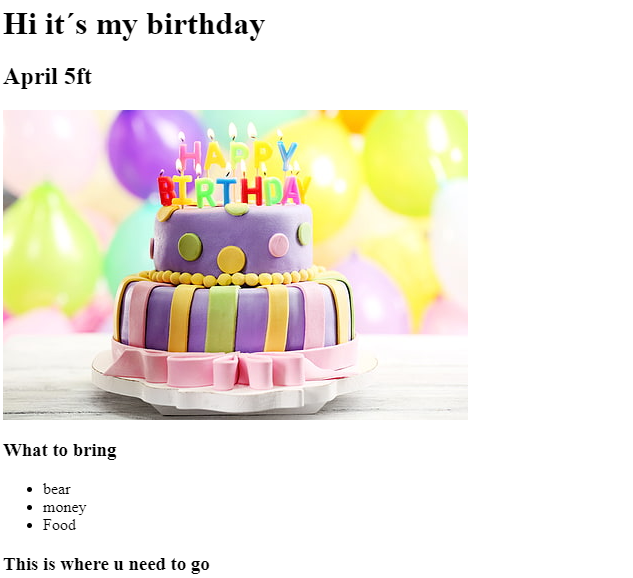 Hi it´s my birthday
April 5ft
HAPPY
BIRTHDAY
What to bring
bear
money
Food
This is where u need to go